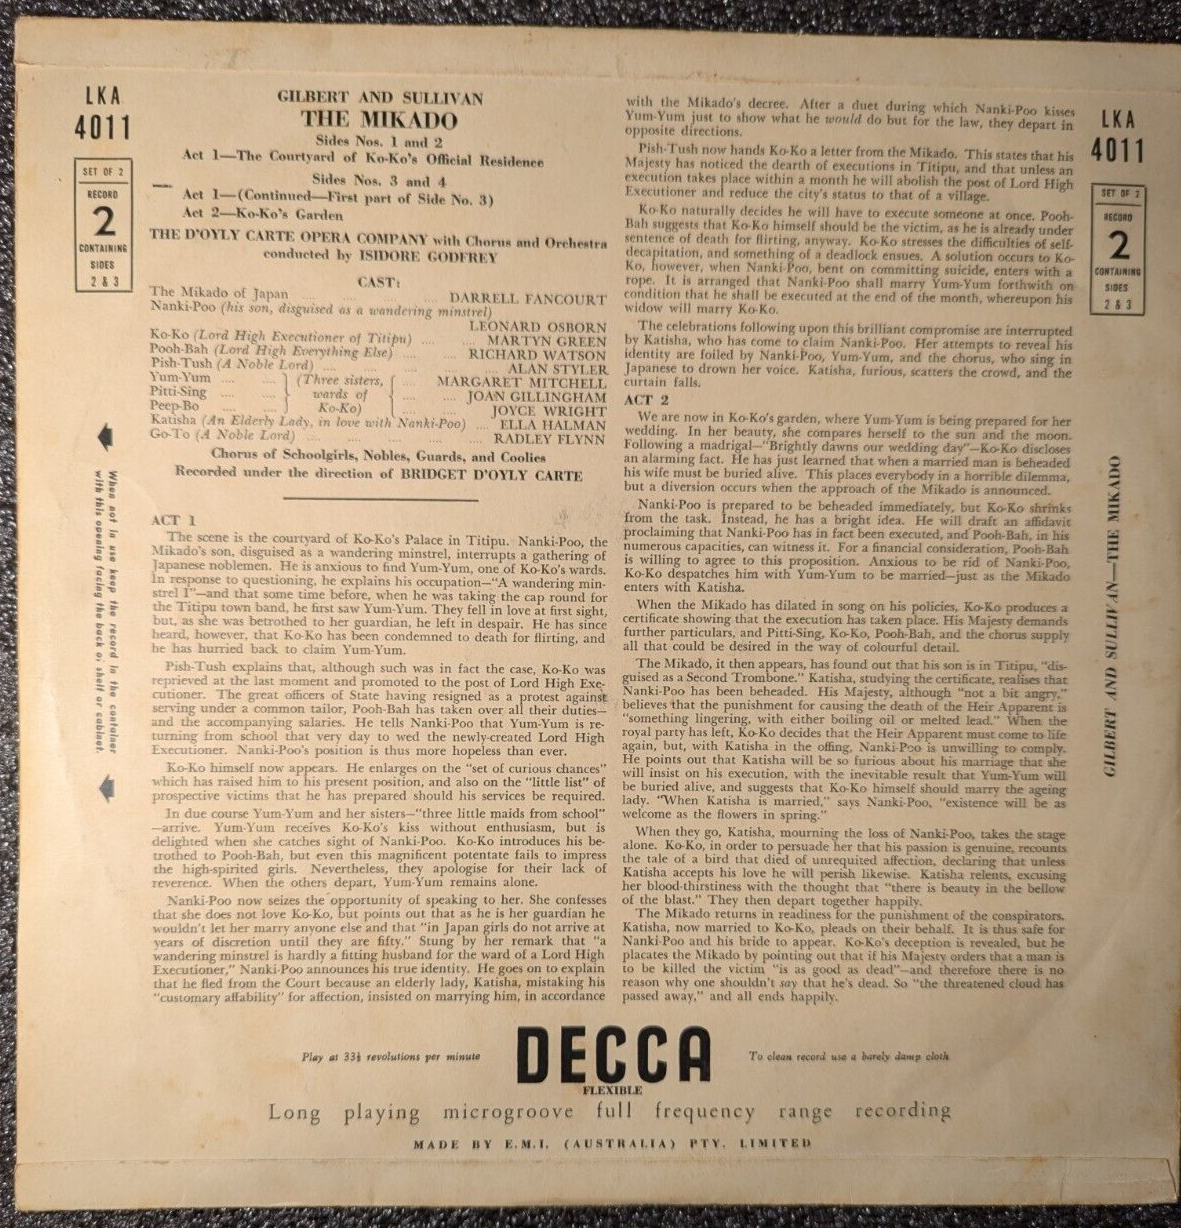 LKA
4011
SET OF 2
RECORD
2
CONTAINING
SIDES
2 & 3
When not in use keep the record in the container
with this opening facing the back of shelf or cabinet.
GILBERT AND SULLIVAN
THE MIKADO
Sides Nos. 1 and 2
Act 1—The Courtyard of Ko-Ko's Official Residence
Sides Nos. 3 and 4
Act 1—(Continued—First part of Side No. 3)
Act 2—Ko-Ko's Garden
THE D'OYLY CARTE OPERA COMPANY with Chorus and Orchestra
conducted by ISIDORE GODFREY
CAST:
The Mikado of Japan .... .... .... DARRELL FANCOURT
Nanki-Poo (his son, disguised as a wandering minstrel)
LEONARD OSBORN
Ko-Ko (Lord High Executioner of Titipu) .... .... MARTYN GREEN
Pooh-Bah (Lord High Everything Else) .... RICHARD WATSON
Pish-Tush (A Noble Lord) .... .... .... ALAN STYLER
Yum-Yum .... .... } (Three sisters, { .... MARGARET MITCHELL
Pitti-Sing .... .... } wards of { .... JOAN GILLINGHAM
Peep-Bo .... .... } Ko-Ko) { .... JOYCE WRIGHT
Katisha (An Elderly Lady, in love with Nanki-Poo) .... ELLA HALMAN
Go-To (A Noble Lord) .... .... .... .... RADLEY FLYNN
Chorus of Schoolgirls, Nobles, Guards, and Coolies
Recorded under the direction of BRIDGET D'OYLY CARTE
ACT 1
The scene is the courtyard of Ko-Ko's Palace in Titipu. Nanki-Poo, the
Mikado's son, disguised as a wandering minstrel, interrupts a gathering of
Japanese noblemen. He is anxious to find Yum-Yum, one of Ko-Ko's wards.
In response to questioning, he explains his occupation—"A wandering min-
strel I"—and that some time before, when he was taking the cap round for
the Titipu town band, he first saw Yum-Yum. They fell in love at first sight,
but, as she was betrothed to her guardian, he left in despair. He has since
heard, however, that Ko-Ko has been condemned to death for flirting, and
he has hurried back to claim Yum-Yum.
Pish-Tush explains that, although such was in fact the case, Ko-Ko was
reprieved at the last moment and promoted to the post of Lord High Exe-
cutioner. The great officers of State having resigned as a protest against
serving under a common tailor, Pooh-Bah has taken over all their duties—
and the accompanying salaries. He tells Nanki-Poo that Yum-Yum is re-
turning from school that very day to wed the newly-created Lord High
Executioner. Nanki-Poo's position is thus more hopeless than ever.
Ko-Ko himself now appears. He enlarges on the "set of curious chances"
which has raised him to his present position, and also on the "little list" of
prospective victims that he has prepared should his services be required.
In due course Yum-Yum and her sisters—"three little maids from school"
—arrive. Yum-Yum receives Ko-Ko's kiss without enthusiasm, but is
delighted when she catches sight of Nanki-Poo. Ko-Ko introduces his be-
trothed to Pooh-Bah, but even this magnificent potentate fails to impress
the high-spirited girls. Nevertheless, they apologise for their lack of
reverence. When the others depart, Yum-Yum remains alone.
Nanki-Poo now seizes the opportunity of speaking to her. She confesses
that she does not love Ko-Ko, but points out that as he is her guardian he
wouldn't let her marry anyone else and that "in Japan girls do not arrive at
years of discretion until they are fifty." Stung by her remark that "a
wandering minstrel is hardly a fitting husband for the ward of a Lord High
Executioner," Nanki-Poo announces his true identity. He goes on to explain
that he fled from the Court because an elderly lady, Katisha, mistaking his
"customary affability" for affection, insisted on marrying him, in accordance
with the Mikado's decree. After a duet during which Nanki-Poo kisses
Yum-Yum just to show what he would do but for the law, they depart in
opposite directions.
Pish-Tush now hands Ko-Ko a letter from the Mikado. This states that his
Majesty has noticed the dearth of executions in Titipu, and that unless an
execution takes place within a month he will abolish the post of Lord High
Executioner and reduce the city's status to that of a village.
Ko-Ko naturally decides he will have to execute someone at once. Pooh-
Bah suggests that Ko-Ko himself should be the victim, as he is already under
sentence of death for flirting, anyway. Ko-Ko stresses the difficulties of self-
decapitation, and something of a deadlock ensues. A solution occurs to Ko-
Ko, however, when Nanki-Poo, bent on committing suicide, enters with a
rope. It is arranged that Nanki-Poo shall marry Yum-Yum forthwith on
condition that he shall be executed at the end of the month, whereupon his
widow will marry Ko-Ko.
The celebrations following upon this brilliant compromise are interrupted
by Katisha, who has come to claim Nanki-Poo. Her attempts to reveal his
identity are foiled by Nanki-Poo, Yum-Yum, and the chorus, who sing in
Japanese to drown her voice. Katisha, furious, scatters the crowd, and the
curtain falls.
ACT 2
We are now in Ko-Ko's garden, where Yum-Yum is being prepared for her
wedding. In her beauty, she compares herself to the sun and the moon.
Following a madrigal—"Brightly dawns our wedding day"—Ko-Ko discloses
an alarming fact. He has just learned that when a married man is beheaded
his wife must be buried alive. This places everybody in a horrible dilemma,
but a diversion occurs when the approach of the Mikado is announced.
Nanki-Poo is prepared to be beheaded immediately, but Ko-Ko shrinks
from the task. Instead, he has a bright idea. He will draft an affidavit
proclaiming that Nanki-Poo has in fact been executed, and Pooh-Bah, in his
numerous capacities, can witness it. For a financial consideration, Pooh-Bah
is willing to agree to this proposition. Anxious to be rid of Nanki-Poo,
Ko-Ko despatches him with Yum-Yum to be married—just as the Mikado
enters with Katisha.
When the Mikado has dilated in song on his policies, Ko-Ko produces a
certificate showing that the execution has taken place. His Majesty demands
further particulars, and Pitti-Sing, Ko-Ko, Pooh-Bah, and the chorus supply
all that could be desired in the way of colourful detail.
The Mikado, it then appears, has found out that his son is in Titipu, "dis-
guised as a Second Trombone." Katisha, studying the certificate, realises that
Nanki-Poo has been beheaded. His Majesty, although "not a bit angry,"
believes that the punishment for causing the death of the Heir Apparent is
"something lingering, with either boiling oil or melted lead." When the
royal party has left, Ko-Ko decides that the Heir Apparent must come to life
again, but, with Katisha in the offing, Nanki-Poo is unwilling to comply.
He points out that Katisha will be so furious about his marriage that she
will insist on his execution, with the inevitable result that Yum-Yum will
be buried alive, and suggests that Ko-Ko himself should marry the ageing
lady. "When Katisha is married," says Nanki-Poo, "existence will be as
welcome as the flowers in spring."
When they go, Katisha, mourning the loss of Nanki-Poo, takes the stage
alone. Ko-Ko, in order to persuade her that his passion is genuine, recounts
the tale of a bird that died of unrequited affection, declaring that unless
Katisha accepts his love he will perish likewise. Katisha relents, excusing
her blood-thirstiness with the thought that "there is beauty in the bellow
of the blast." They then depart together happily.
The Mikado returns in readiness for the punishment of the conspirators.
Katisha, now married to Ko-Ko, pleads on their behalf. It is thus safe for
Nanki-Poo and his bride to appear. Ko-Ko's deception is revealed, but he
placates the Mikado by pointing out that if his Majesty orders that a man is
to be killed the victim "is as good as dead"—and therefore there is no
reason why one shouldn't say that he's dead. So "the threatened cloud has
passed away," and all ends happily.
LKA
4011
SET OF 2
RECORD
2
CONTAINING
SIDES
2 & 3
GILBERT AND SULLIVAN—THE MIKADO
Play at 33⅓ revolutions per minute
DECCA
To clean record use a barely damp cloth
FLEXIBLE
Long playing microgroove full frequency range recording
MADE BY E.M.I. (AUSTRALIA) PTY. LIMITED